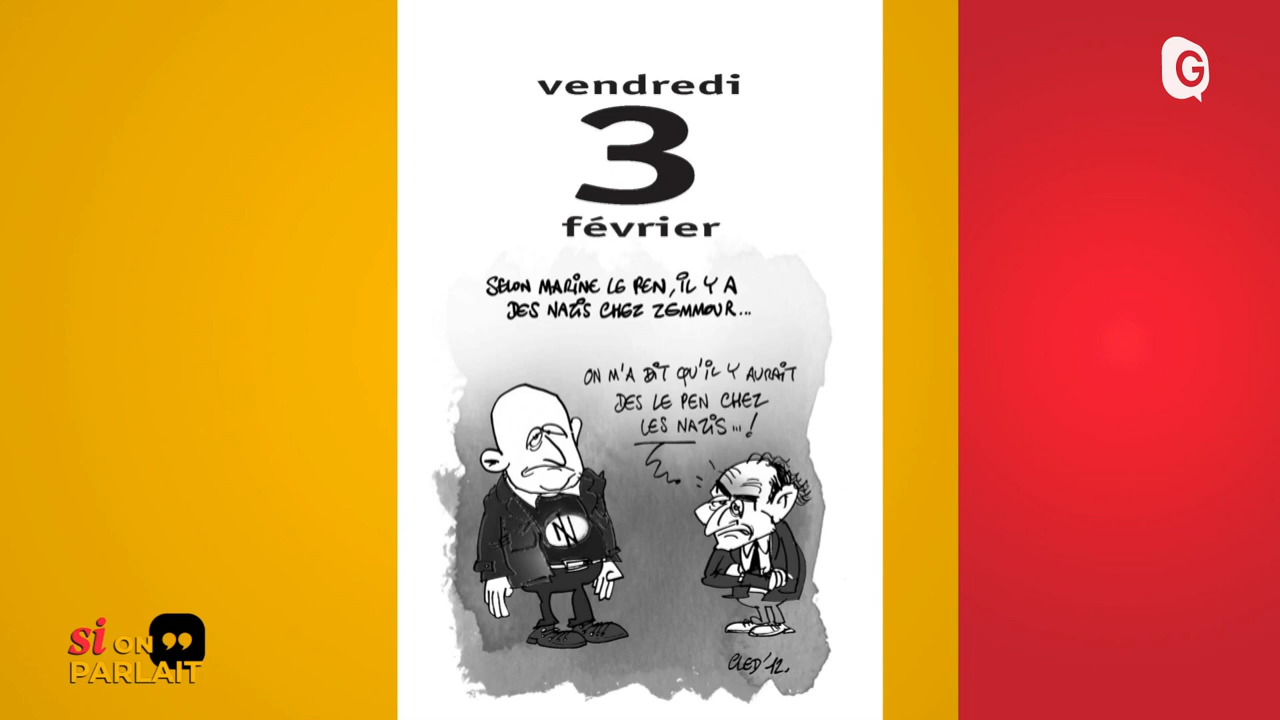 vendredi
3
février
SELON MARINE LE PEN, IL Y A
DES NAZIS CHEZ ZEMMOUR...
ON M'A DIT QU'IL Y AURAIT
DES LE PEN CHEZ
LES NAZIS...!
N
CLED'12.
G
si ON
PARLAIT